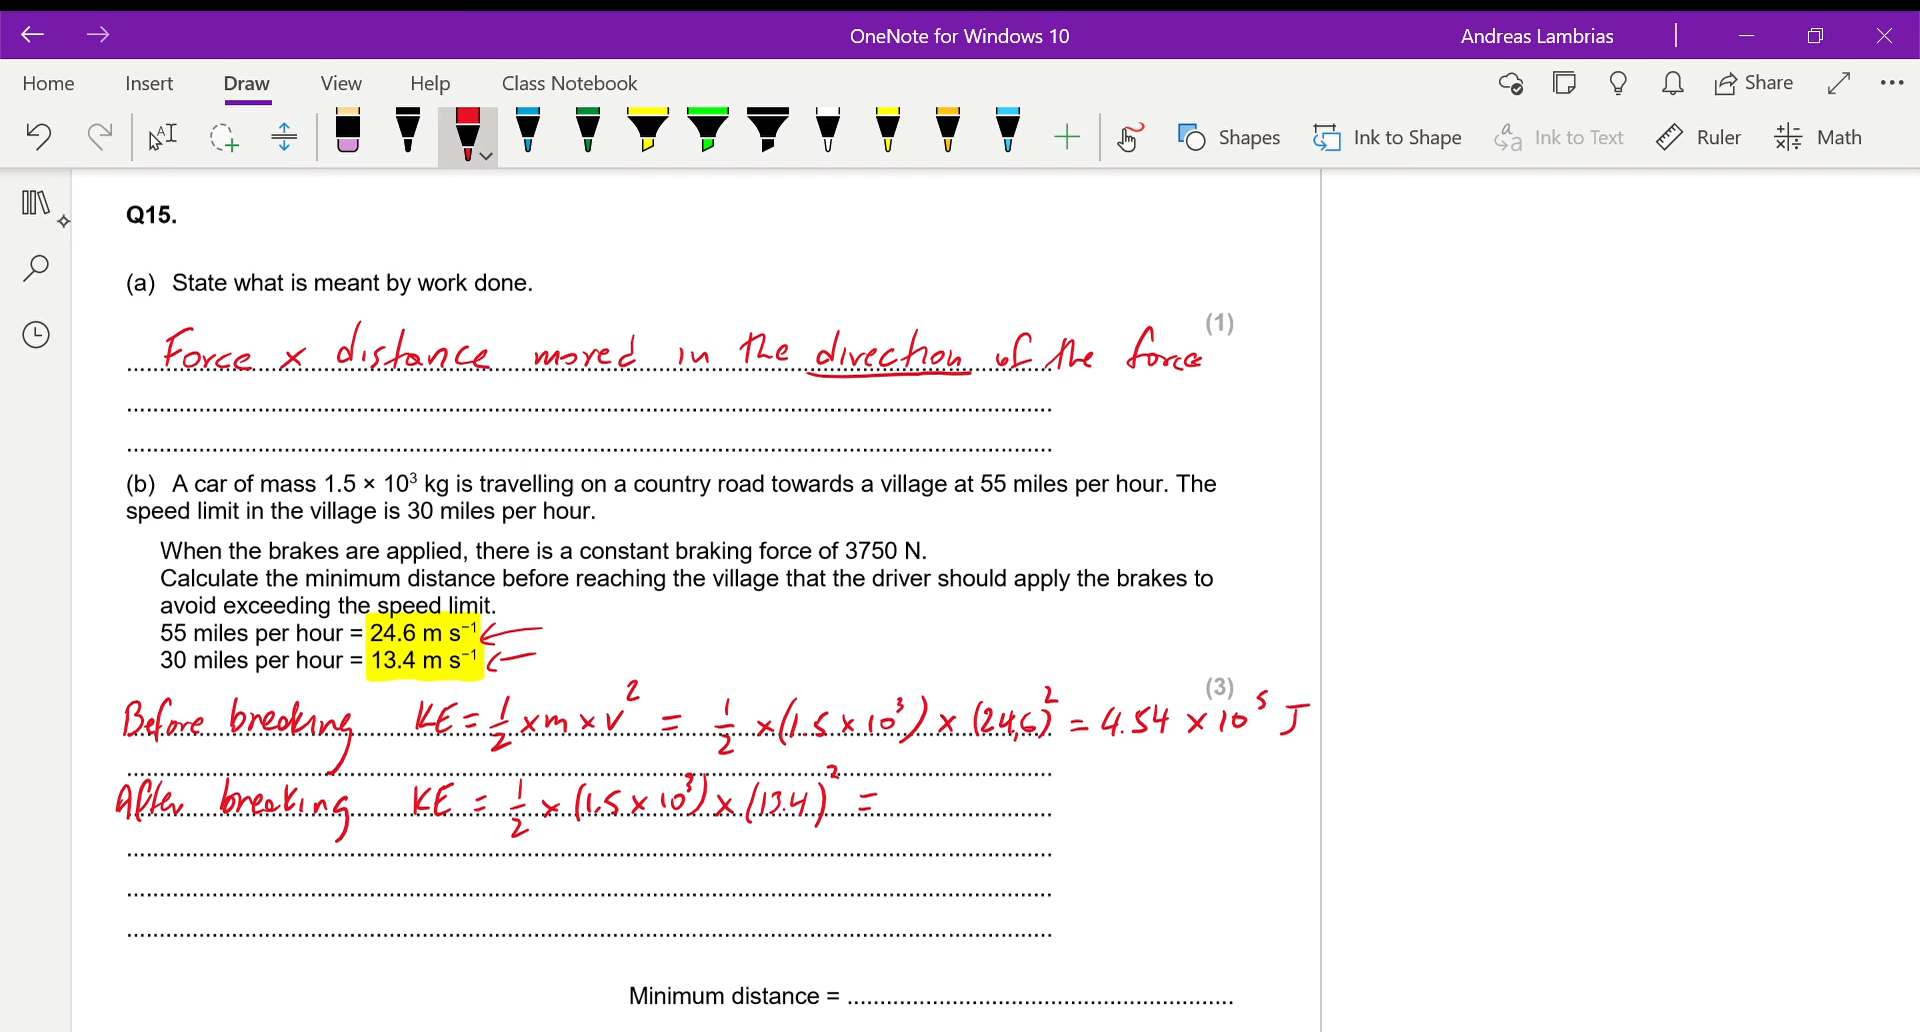 OneNote for Windows 10
Andreas Lambrias
Home Insert Draw View Help Class Notebook Share
Shapes Ink to Shape Ink to Text Ruler Math
Q15.
(a) State what is meant by work done.
(1)
Force × distance moved in the direction of the force
(b) A car of mass 1.5 × 10³ kg is travelling on a country road towards a village at 55 miles per hour. The
speed limit in the village is 30 miles per hour.
When the brakes are applied, there is a constant braking force of 3750 N.
Calculate the minimum distance before reaching the village that the driver should apply the brakes to
avoid exceeding the speed limit.
55 miles per hour = 24.6 m s⁻¹
30 miles per hour = 13.4 m s⁻¹
(3)
Before breaking KE = 1/2 × m × v² = 1/2 × (1.5 × 10³) × (24.6)² = 4.54 × 10⁵ J
After breaking KE = 1/2 × (1.5 × 10³) × (13.4)² =
Minimum distance =